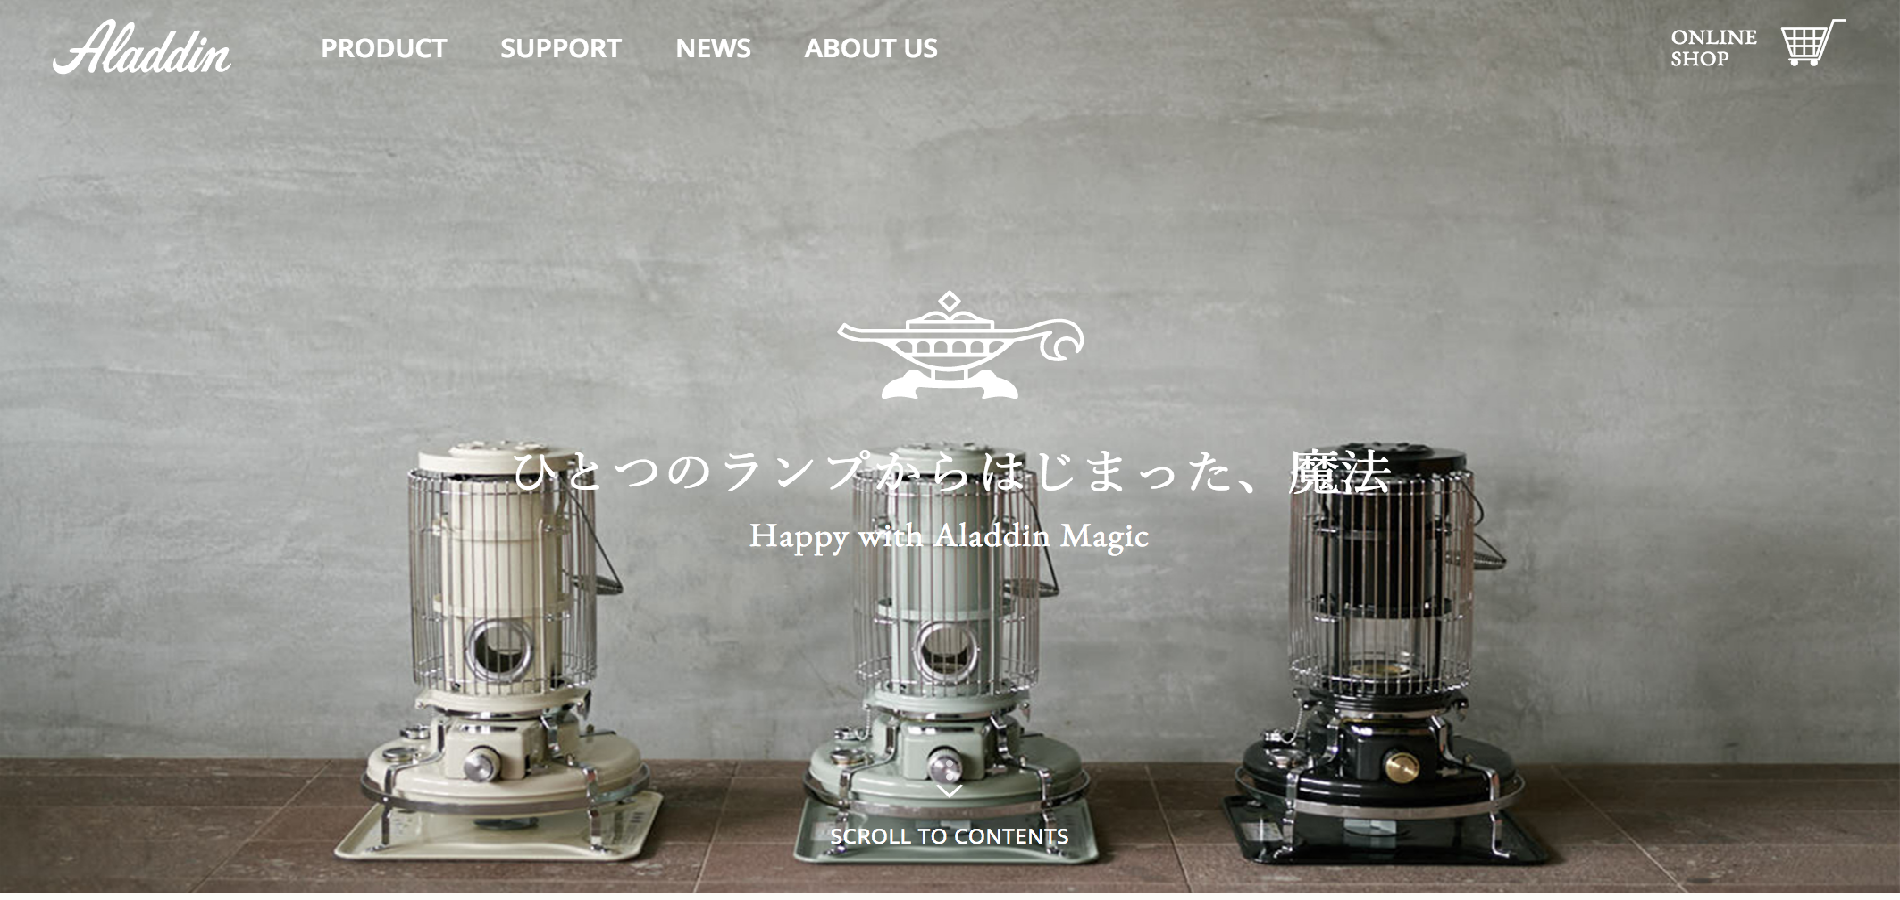 Aladdin
PRODUCT SUPPORT NEWS ABOUT US
ONLINE
SHOP
ひとつのランプからはじまった、魔法
Happy with Aladdin Magic
SCROLL TO CONTENTS